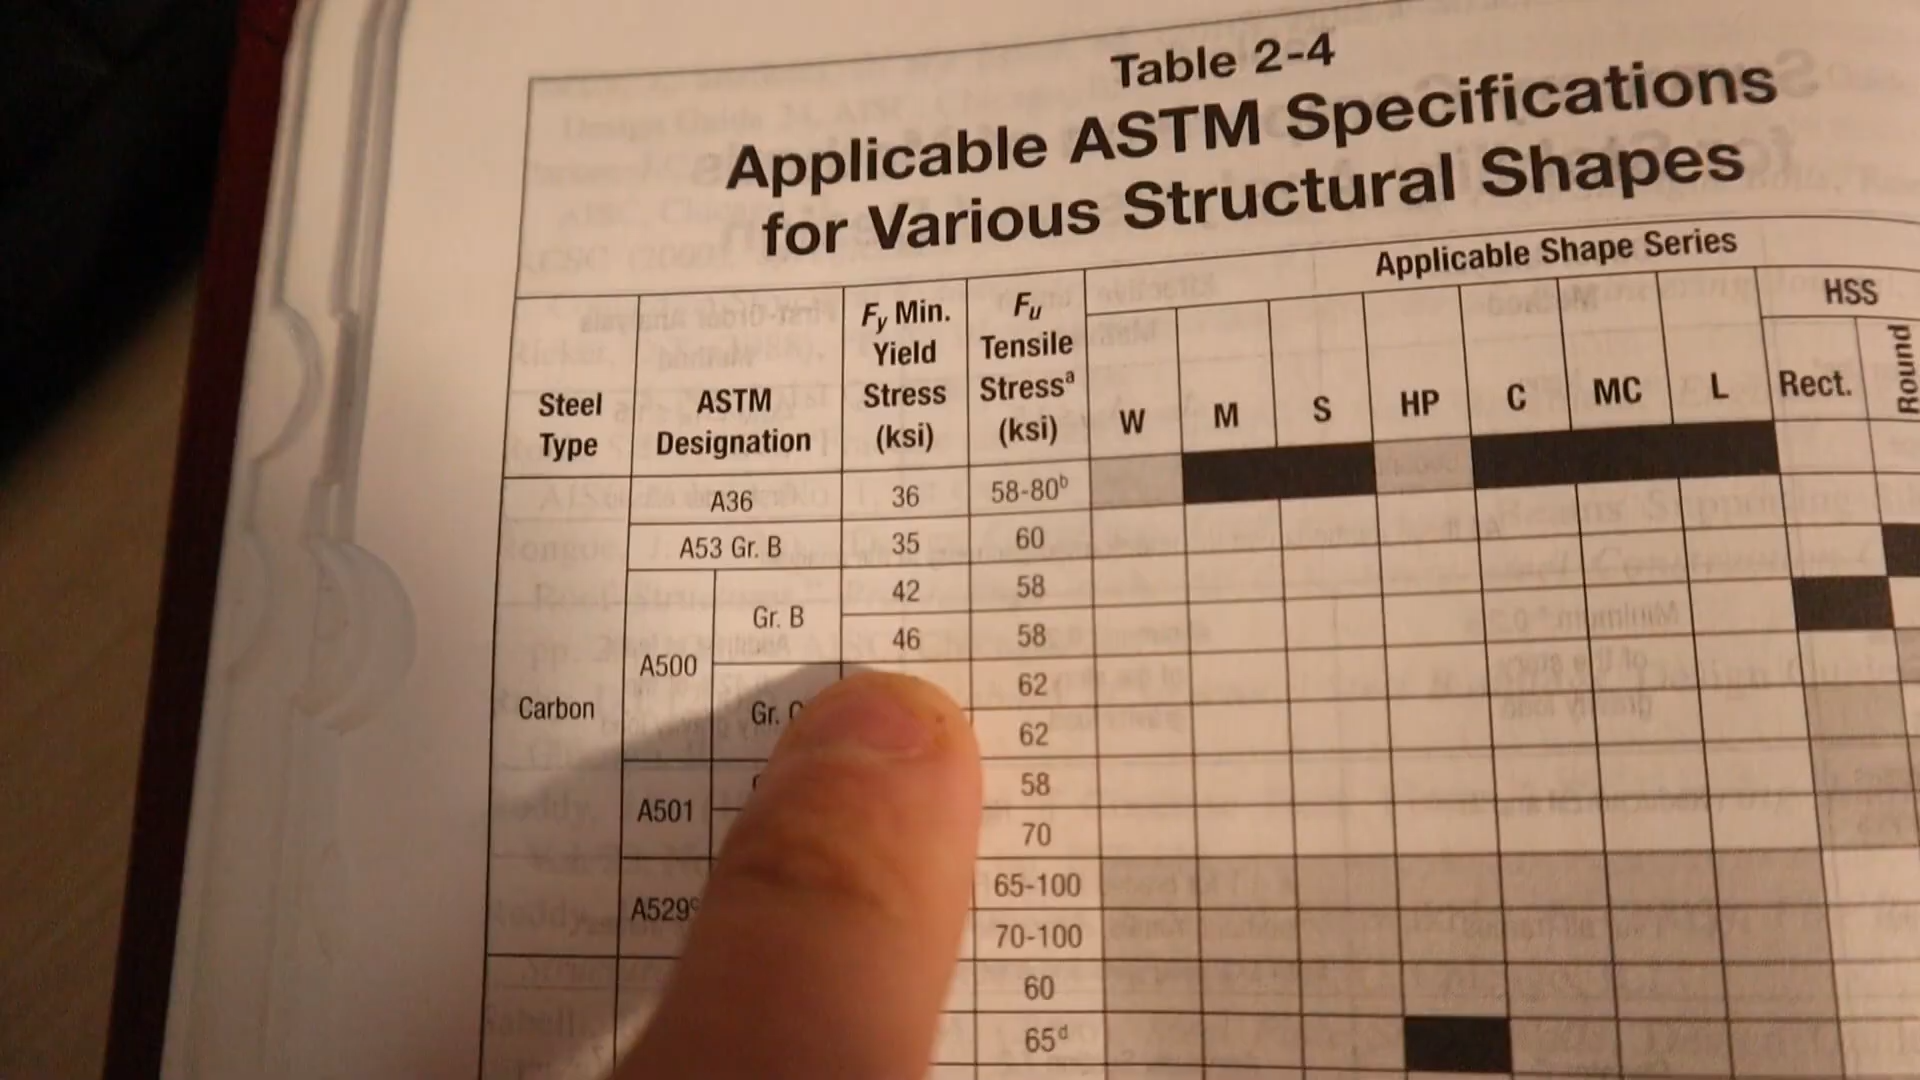 Table 2-4
Applicable ASTM Specifications
for Various Structural Shapes
Steel
Type
ASTM
Designation
Fy Min.
Yield
Stress
(ksi)
Fu
Tensile
Stressa
(ksi)
Applicable Shape Series
W
M
S
HP
C
MC
L
HSS
Rect.
Round
Carbon
A36 36 58-80b
A53 Gr. B 35 60
A500
Gr. B
42 58
46 58
Gr.
62
62
A501
58
70
A529c
65-100
70-100
60
65d